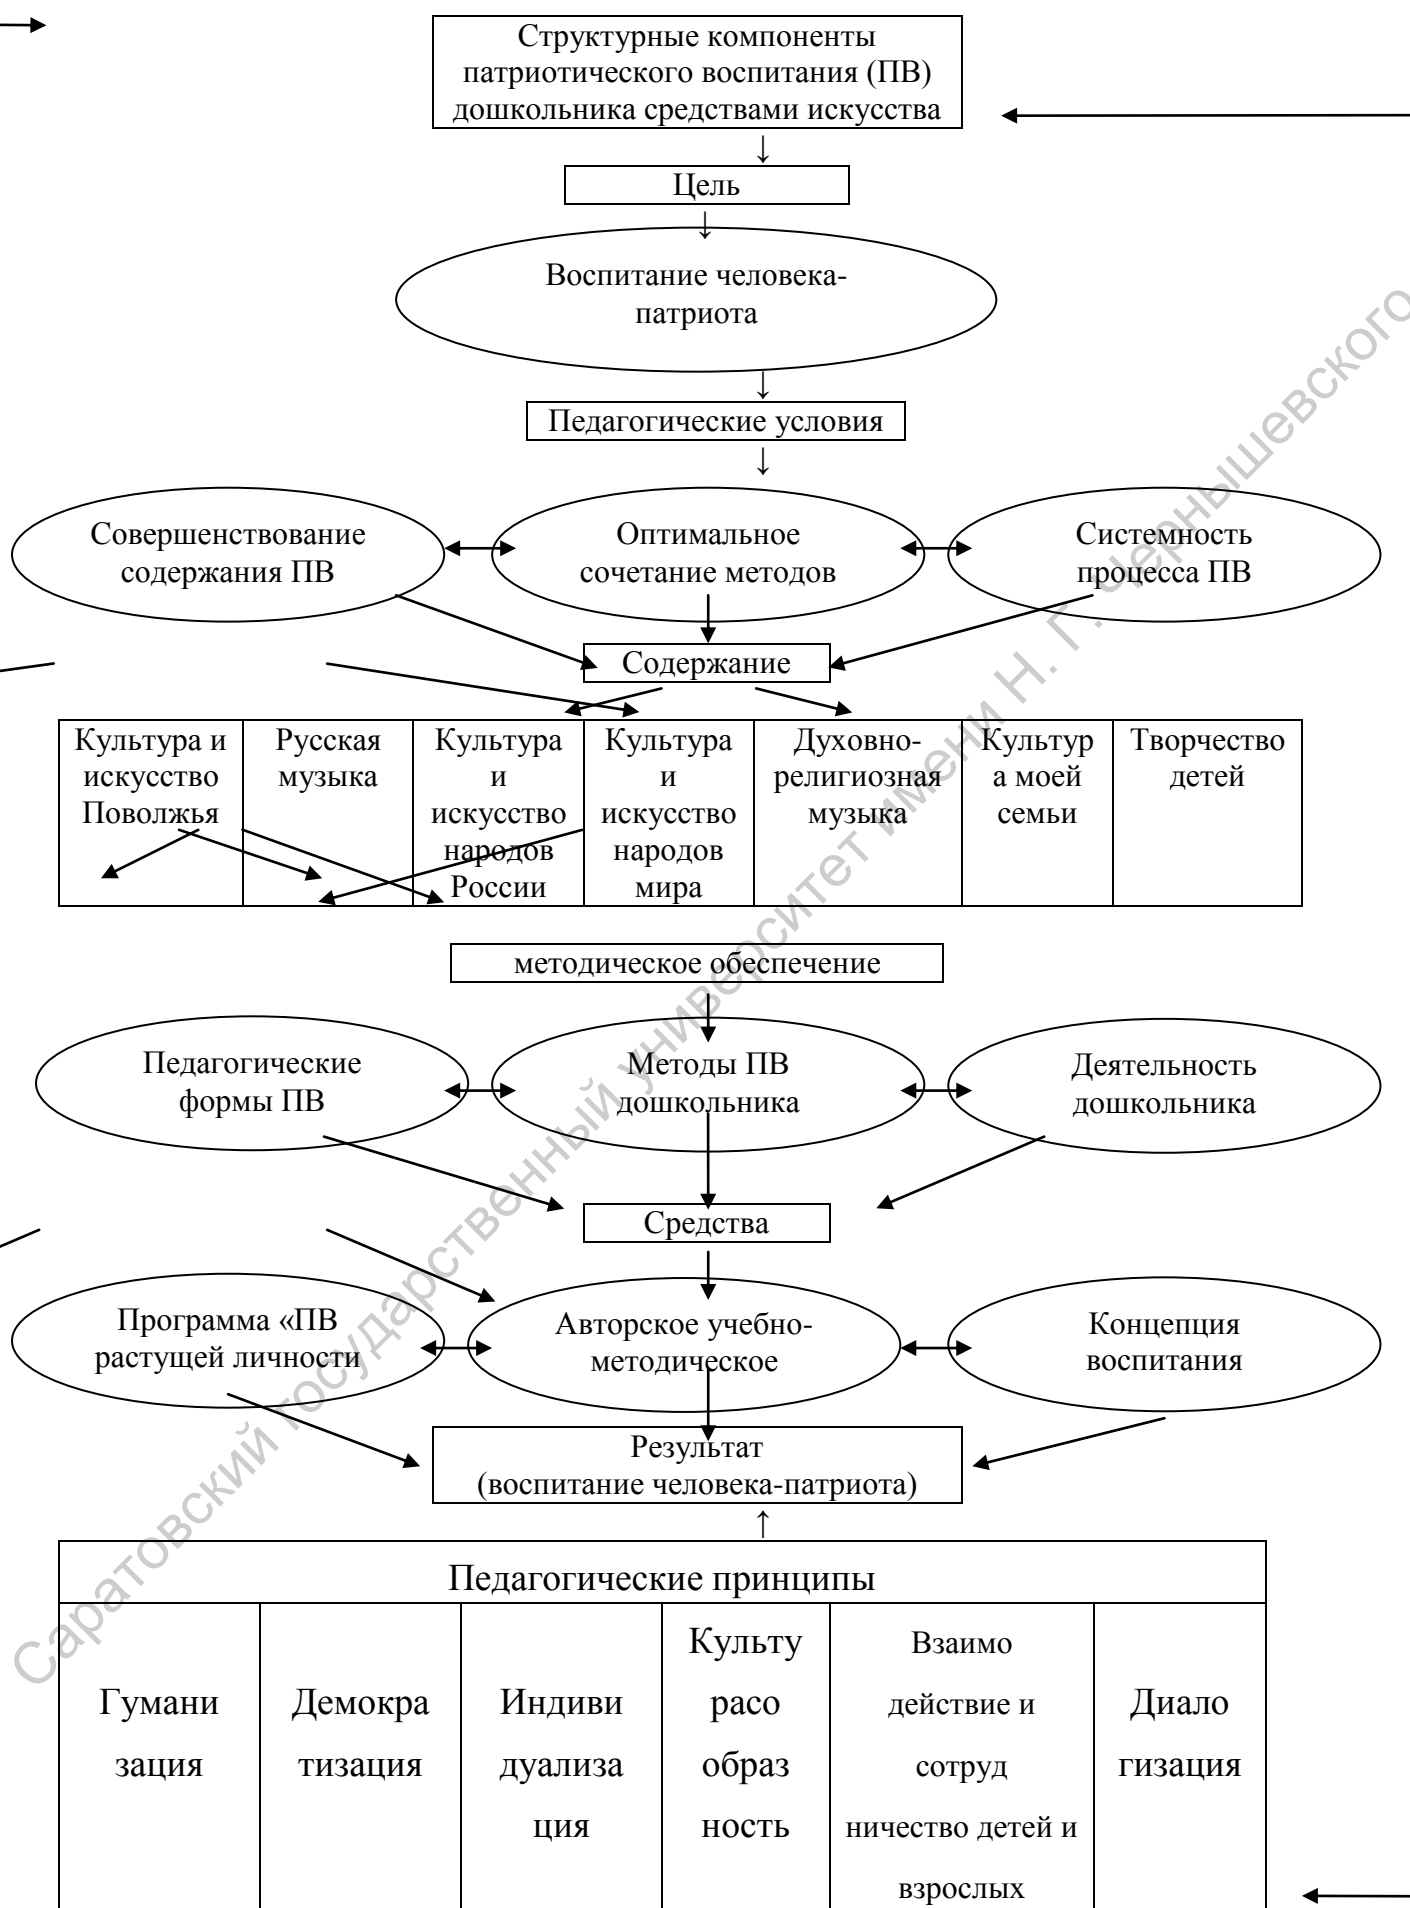 Структурные компоненты
патриотического воспитания (ПВ)
дошкольника средствами искусства
↓
Цель
↓
Воспитание человека-
патриота
↓
Педагогические условия
↓
Совершенствование
содержания ПВ
Оптимальное
сочетание методов
Системность
процесса ПВ
Содержание
Культура и
искусство
Поволжья
Русская
музыка
Культура
и
искусство
народов
России
Культура
и
искусство
народов
мира
Духовно-
религиозная
музыка
Культур
а моей
семьи
Творчество
детей
методическое обеспечение
Педагогические
формы ПВ
Методы ПВ
дошкольника
Деятельность
дошкольника
Средства
Программа «ПВ
растущей личности
Авторское учебно-
методическое
Концепция
воспитания
Результат
(воспитание человека-патриота)
↑
Педагогические принципы
Гумани
зация
Демокра
тизация
Индиви
дуализа
ция
Культу
расо
образ
ность
Взаимо
действие и
сотруд
ничество детей и
взрослых
Диало
гизация
Саратовский государственный университет имени Н. Г. Чернышевского